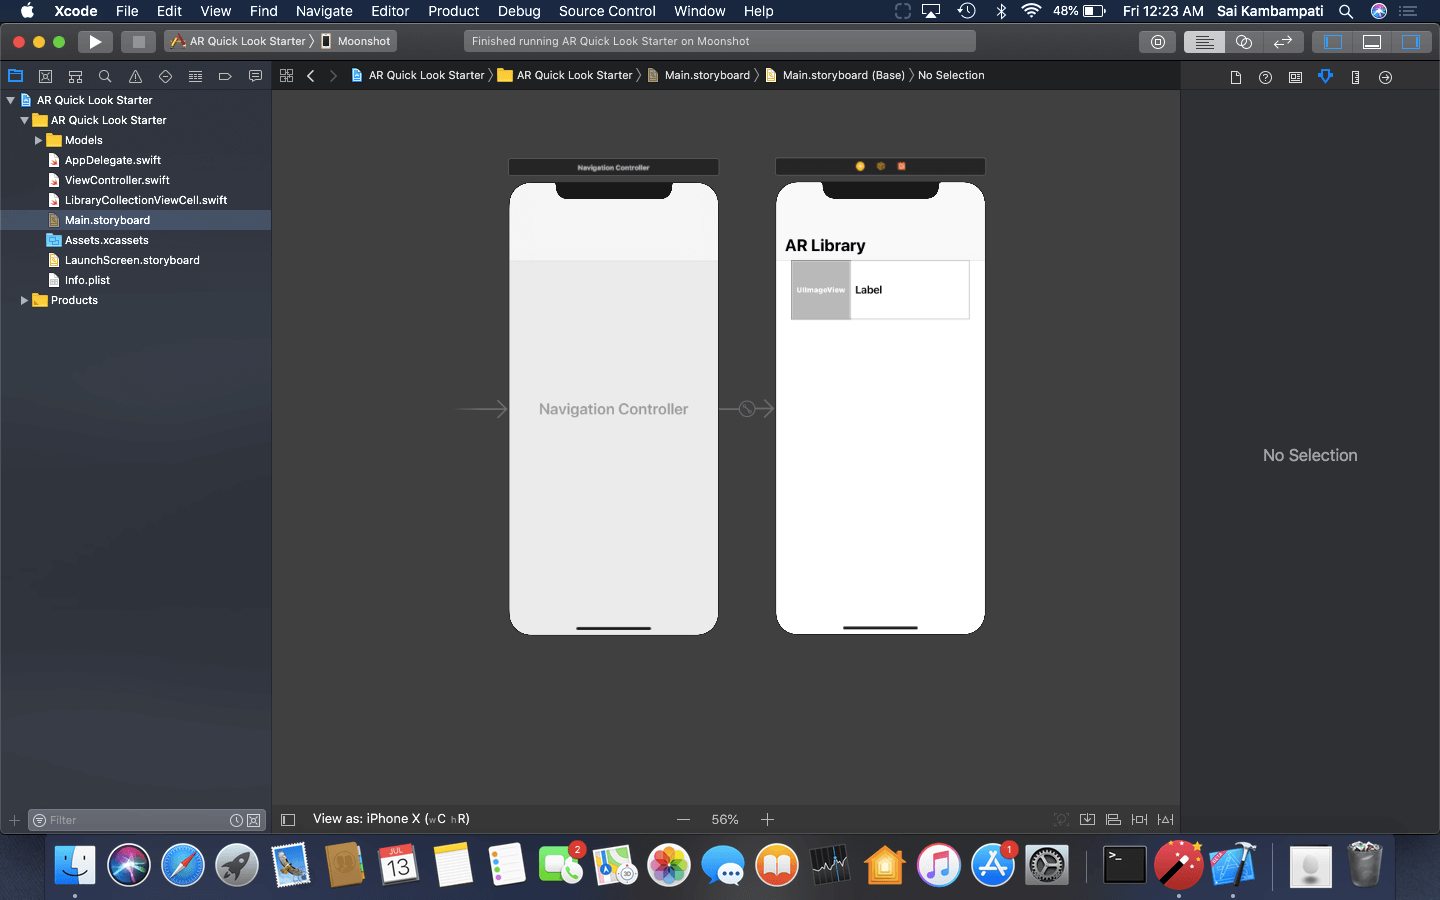 Xcode File Edit View Find Navigate Editor Product Debug Source Control Window Help 48% Fri 12:23 AM Sai Kambampati
AR Quick Look Starter Moonshot Finished running AR Quick Look Starter on Moonshot
AR Quick Look Starter AR Quick Look Starter Main.storyboard Main.storyboard (Base) No Selection
AR Quick Look Starter
AR Quick Look Starter
Models
AppDelegate.swift
ViewController.swift
LibraryCollectionViewCell.swift
Main.storyboard
Assets.xcassets
LaunchScreen.storyboard
Info.plist
Products
Navigation Controller
Navigation Controller
AR Library
UIImageView Label
No Selection
Filter
View as: iPhone X (wC hR) 56%
JUL
13
2
3D
1
>_